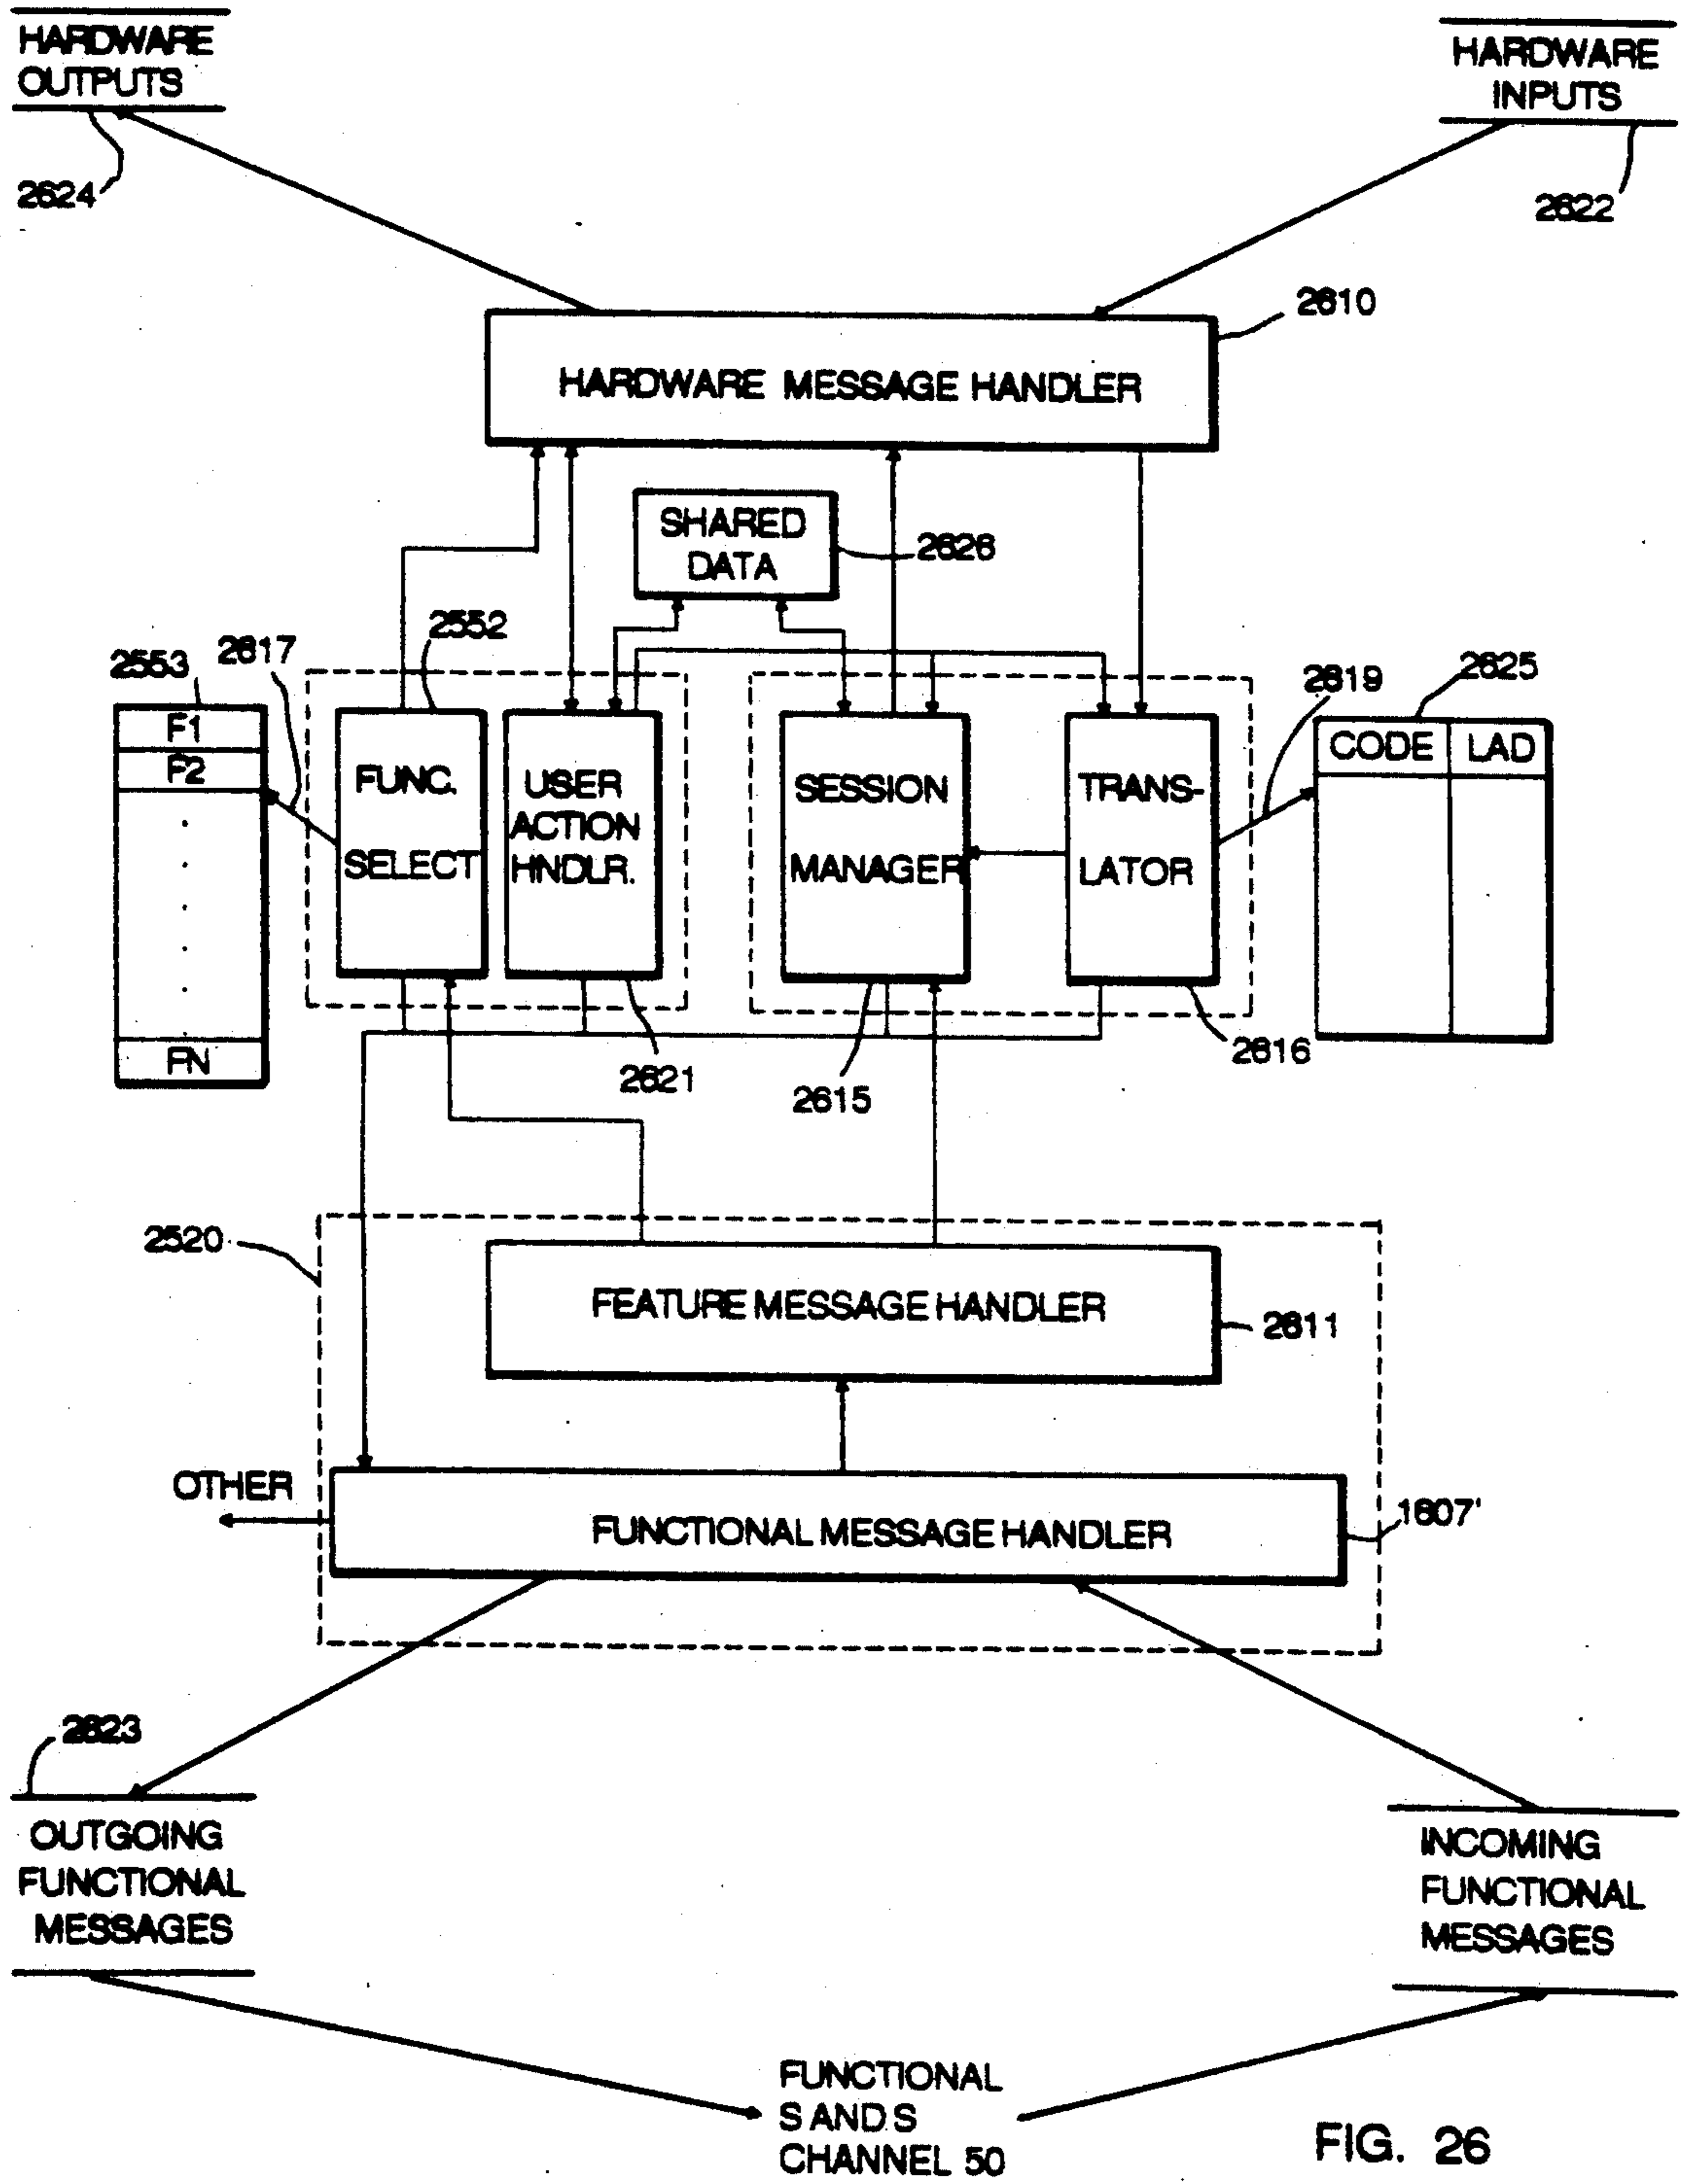 HARDWARE
OUTPUTS
HARDWARE
INPUTS
2624
2622
2610
HARDWARE MESSAGE HANDLER
SHARED
DATA
2626
2552
2553
2617
2619
2625
F1
F2
FN
FUNC.
SELECT
USER
ACTION
HNDLR.
SESSION
MANAGER
TRANS-
LATOR
CODE
LAD
2621
2615
2616
2520
FEATURE MESSAGE HANDLER
2611
OTHER
FUNCTIONAL MESSAGE HANDLER
1607'
2623
OUTGOING
FUNCTIONAL
MESSAGES
INCOMING
FUNCTIONAL
MESSAGES
FUNCTIONAL
S AND S
CHANNEL 50
FIG. 26